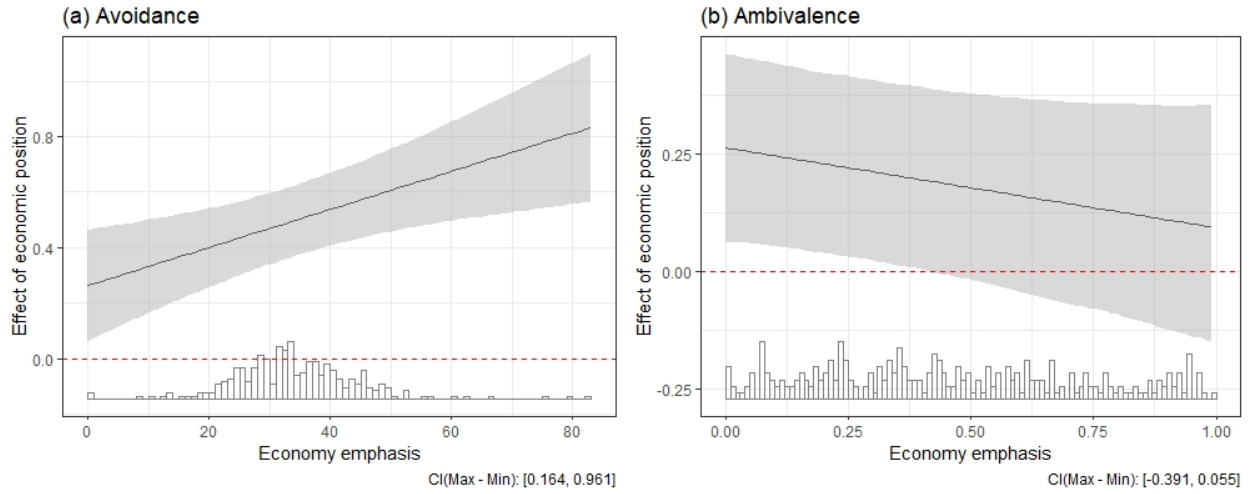 (a) Avoidance
Effect of economic position
0.8
0.4
0.0
0 20 40 60 80
Economy emphasis
CI(Max - Min): [0.164, 0.961]
(b) Ambivalence
Effect of economic position
0.25
0.00
-0.25
0.00 0.25 0.50 0.75 1.00
Economy emphasis
CI(Max - Min): [-0.391, 0.055]